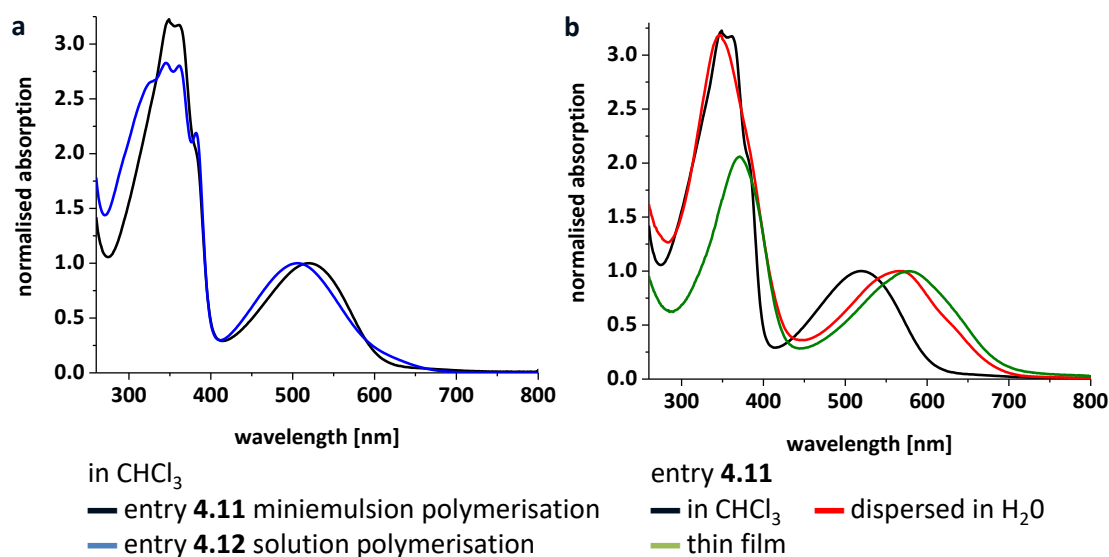 a
normalised absorption
3.0
2.5
2.0
1.5
1.0
0.5
0.0
300 400 500 600 700 800
wavelength [nm]
in CHCl₃
entry 4.11 miniemulsion polymerisation
entry 4.12 solution polymerisation
b
normalised absorption
3.0
2.5
2.0
1.5
1.0
0.5
0.0
300 400 500 600 700 800
wavelength [nm]
entry 4.11
in CHCl₃ dispersed in H₂0
thin film